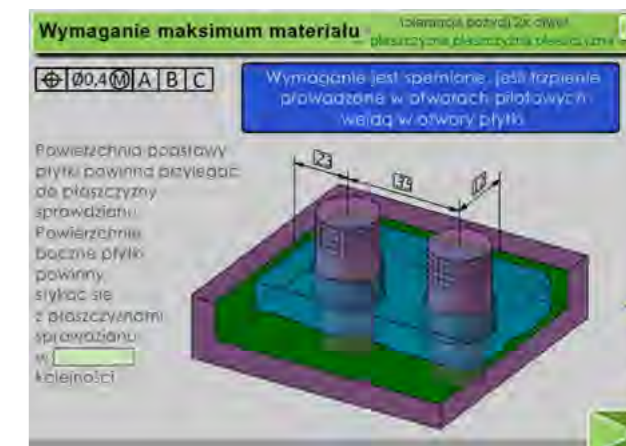 Wymaganie maksimum materiału
tolerancja pozycji 2x otwór
płaszczyzna, płaszczyzna, płaszczyzna
⌖ Ø0,4Ⓜ A B C
Wymaganie jest spełnione, jeśli trzpienie
prowadzone w otworach pilotowych
wejdą w otwory płytki
Powierzchnia podstawy
płytki powinna przylegać
do płaszczyzny
sprawdzianu.
Powierzchnie
boczne płytki
powinny
stykać się
z płaszczyznami
sprawdzianu
w
kolejności
23
33
12